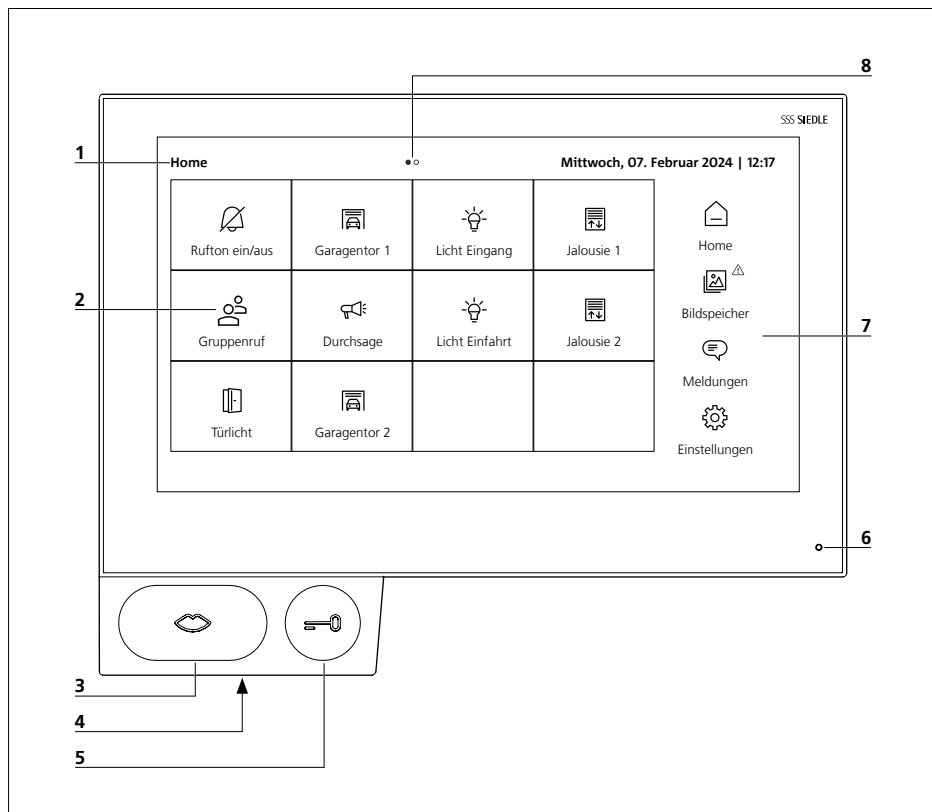 8
SSS SIEDLE
1
Home
Mittwoch, 07. Februar 2024 | 12:17
Rufton ein/aus
Garagentor 1
Licht Eingang
Jalousie 1
Home
2
Gruppenruf
Durchsage
Licht Einfahrt
Jalousie 2
Bildspeicher
7
Meldungen
Türlicht
Garagentor 2
Einstellungen
6
3
4
5